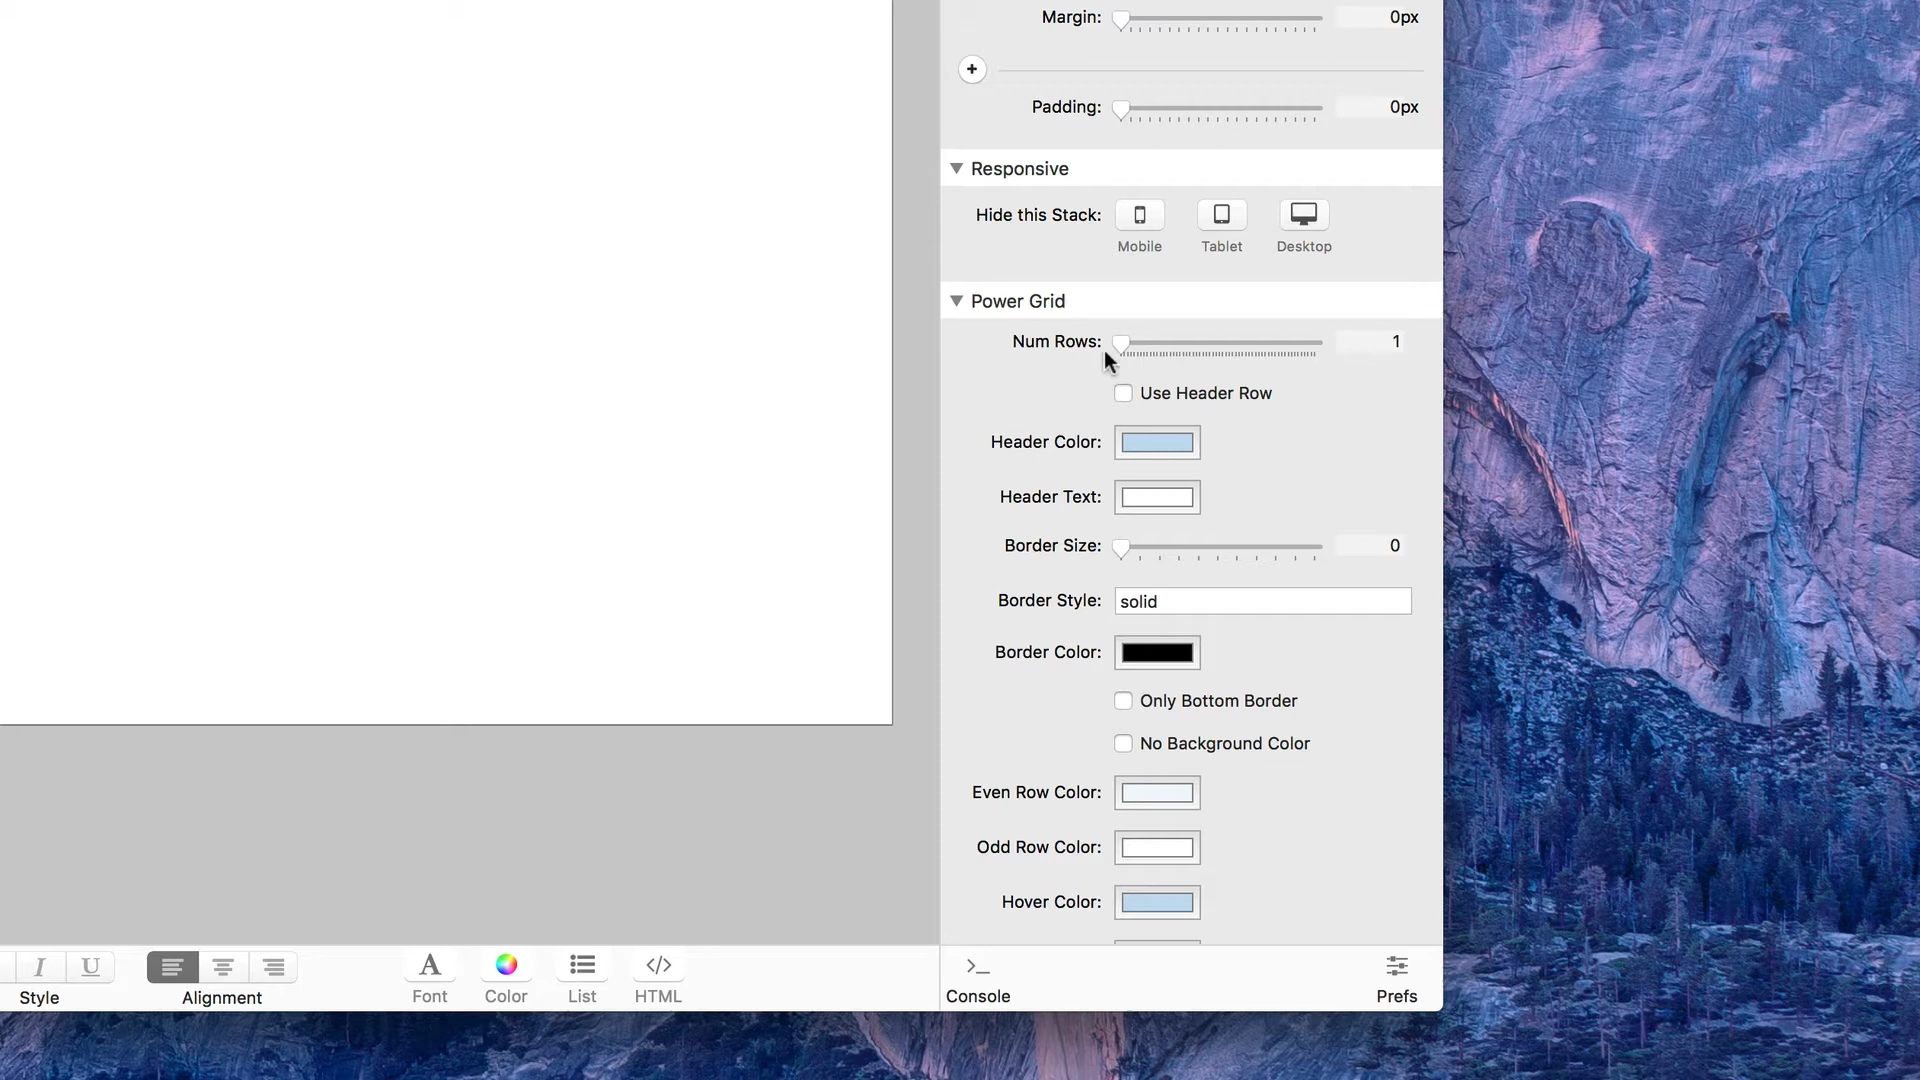 Margin: 0px
+
Padding: 0px
Responsive
Hide this Stack:
Mobile Tablet Desktop
Power Grid
Num Rows: 1
Use Header Row
Header Color:
Header Text:
Border Size: 0
Border Style: solid
Border Color:
Only Bottom Border
No Background Color
Even Row Color:
Odd Row Color:
Hover Color:
I U A </> >_
Style Alignment Font Color List HTML Console Prefs